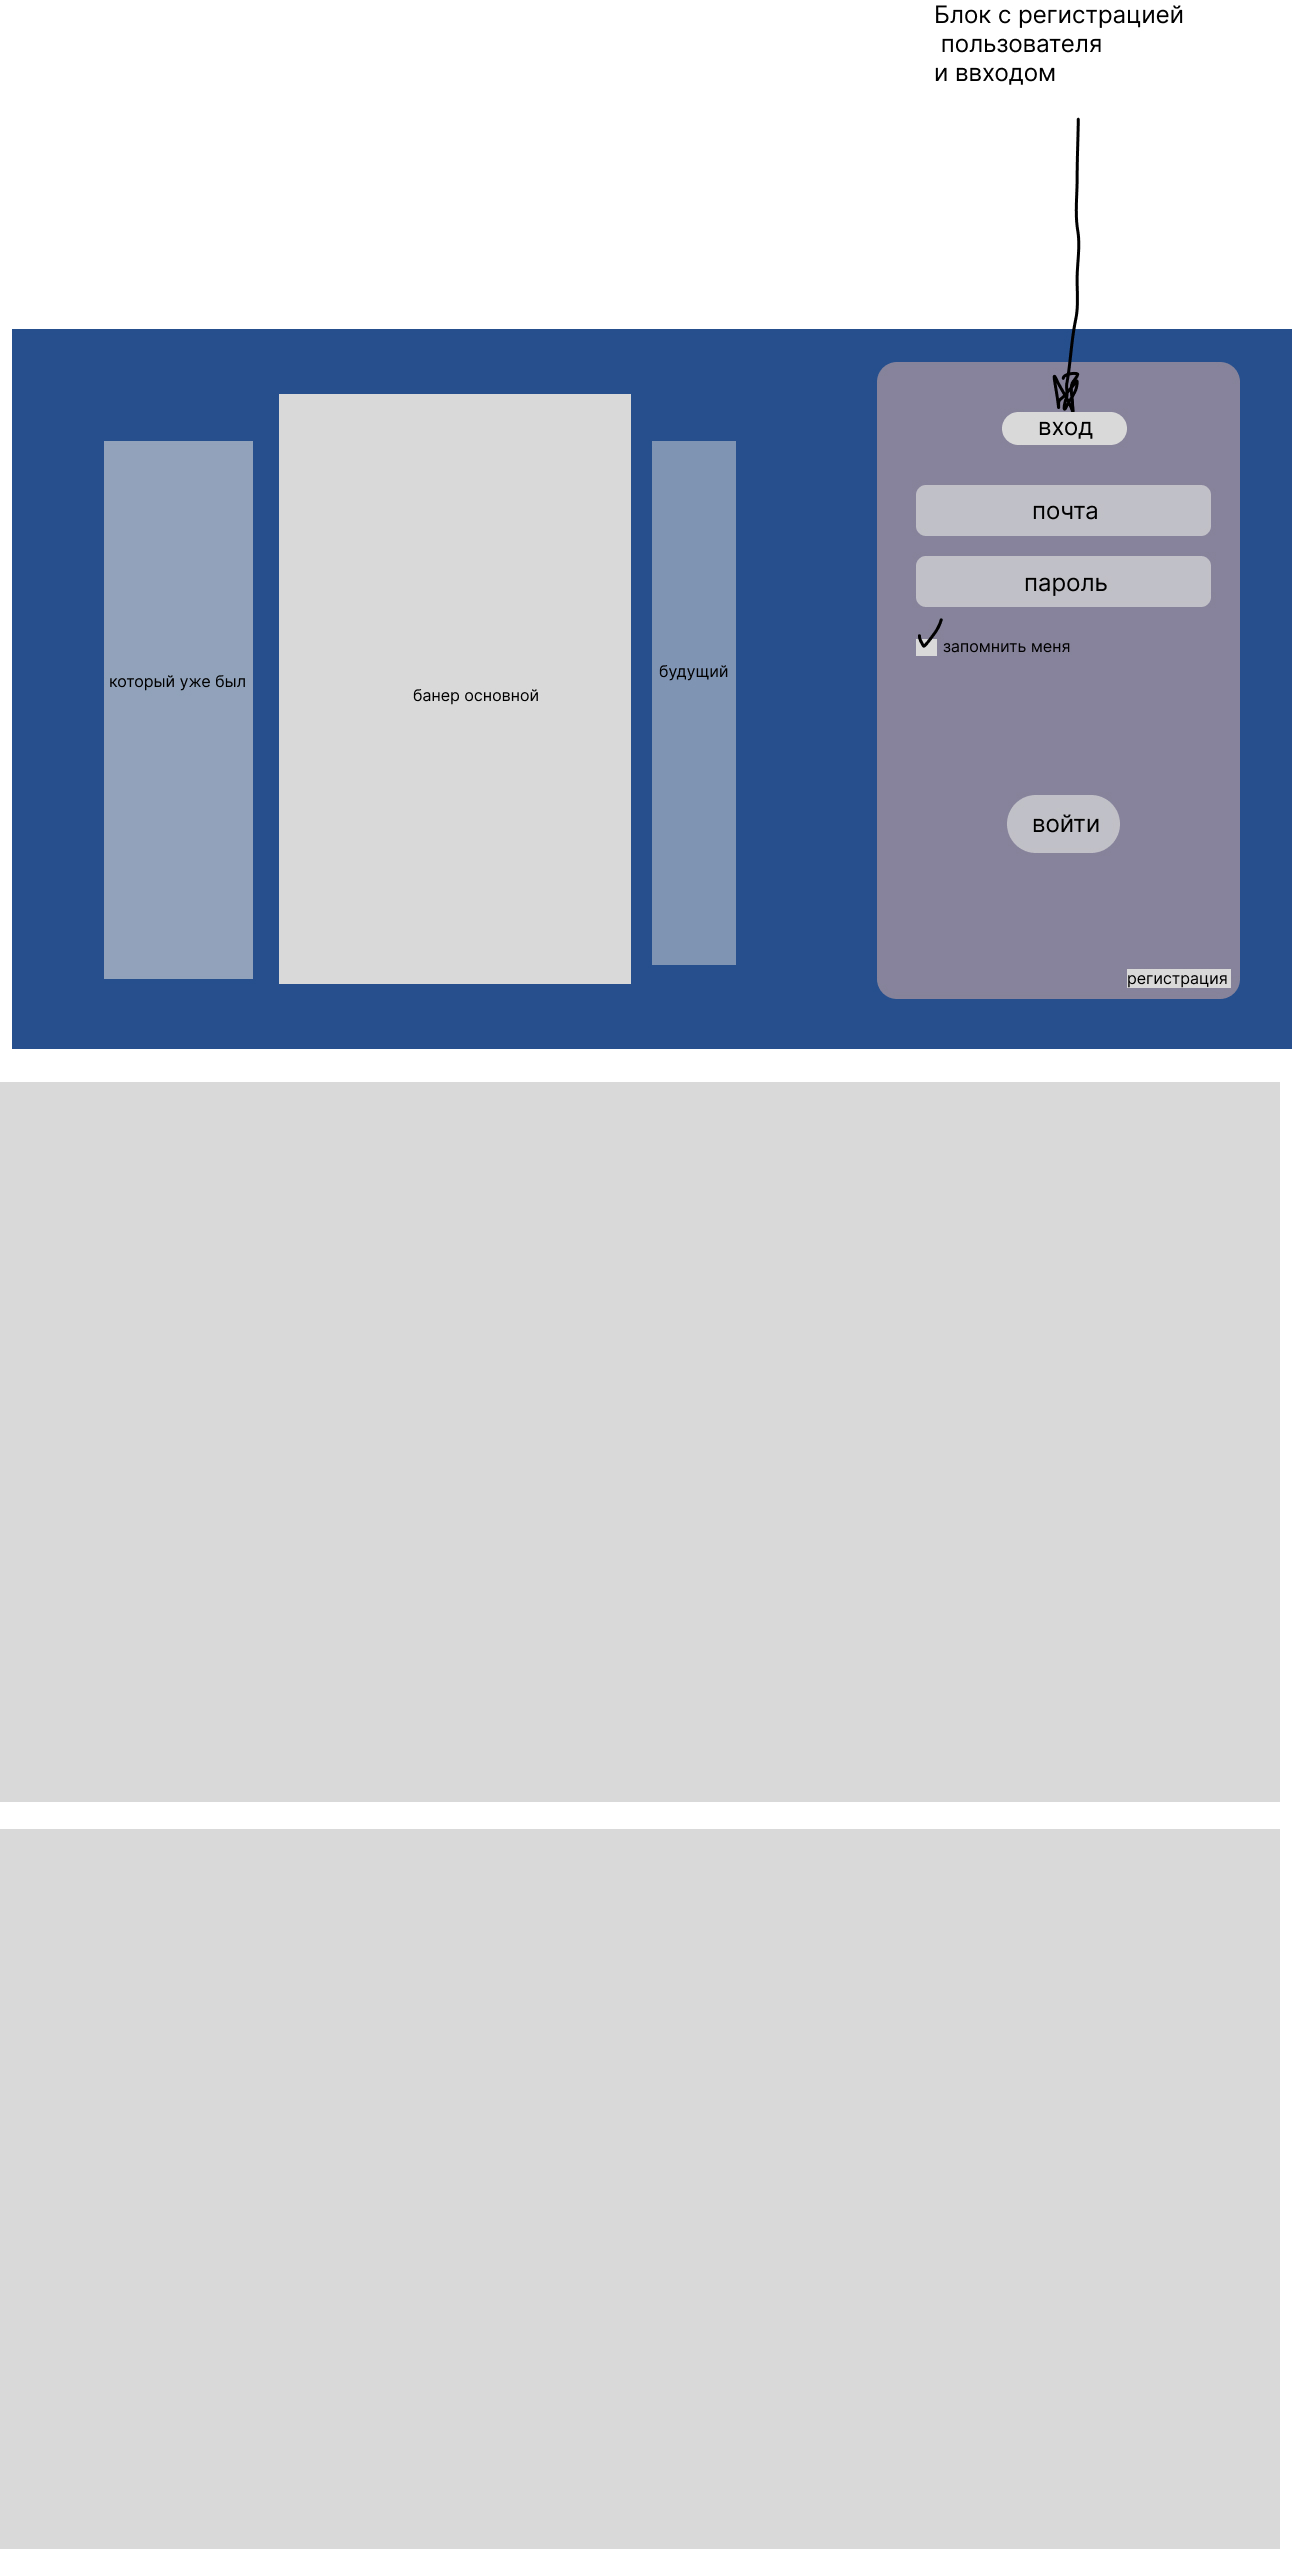 Блок с регистрацией
пользователя
и ввходом
вход
почта
пароль
запомнить меня
который уже был
банер основной
будущий
войти
регистрация